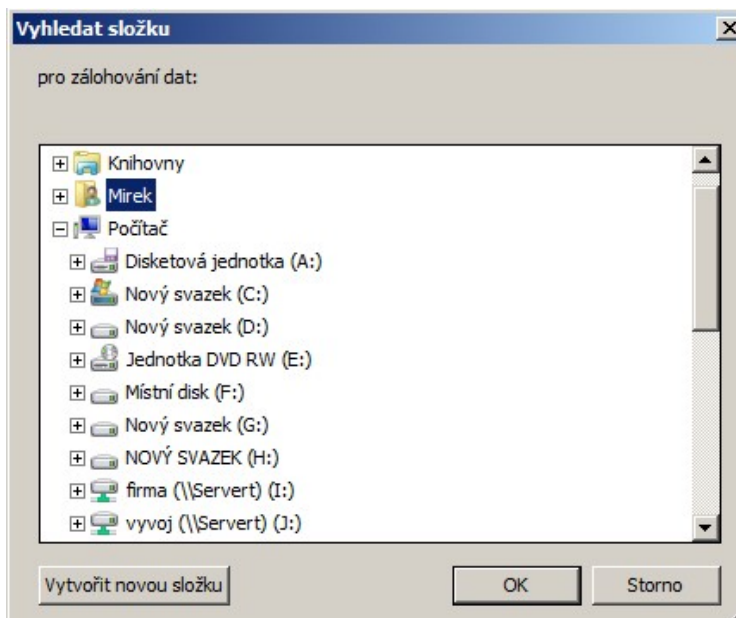 Vyhledat složku
pro zálohování dat:
Knihovny
Mirek
Počítač
Disketová jednotka (A:)
Nový svazek (C:)
Nový svazek (D:)
Jednotka DVD RW (E:)
Místní disk (F:)
Nový svazek (G:)
NOVÝ SVAZEK (H:)
firma (\\Servert) (I:)
vyvoj (\\Servert) (J:)
Vytvořit novou složku OK Storno